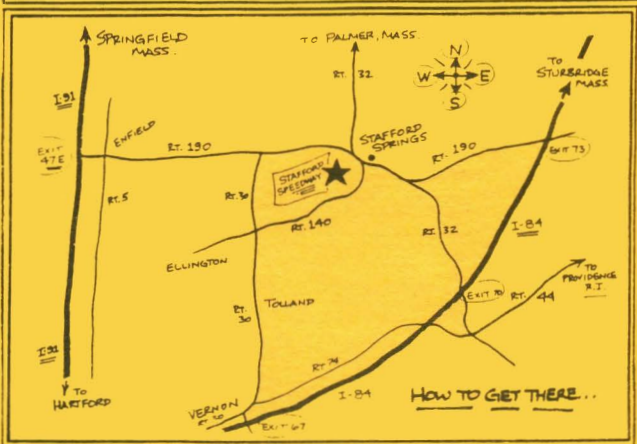 SPRINGFIELD
MASS.
TO PALMER, MASS.
RT. 32
N
W
E
S
TO
STURBRIDGE
MASS
I-91
ENFIELD
EXIT
47E
RT. 190
STAFFORD
SPRINGS
RT. 190
EXIT 73
STAFFORD
SPEEDWAY
RT. 5
RT. 30
RT. 140
RT. 32
I-84
ELLINGTON
TO
PROVIDENCE
R.I.
EXIT 70
RT. 44
RT.
30
TOLLAND
I-91
RT 74
TO
HARTFORD
I-84
HOW TO GET THERE..
VERNON
EXIT 67